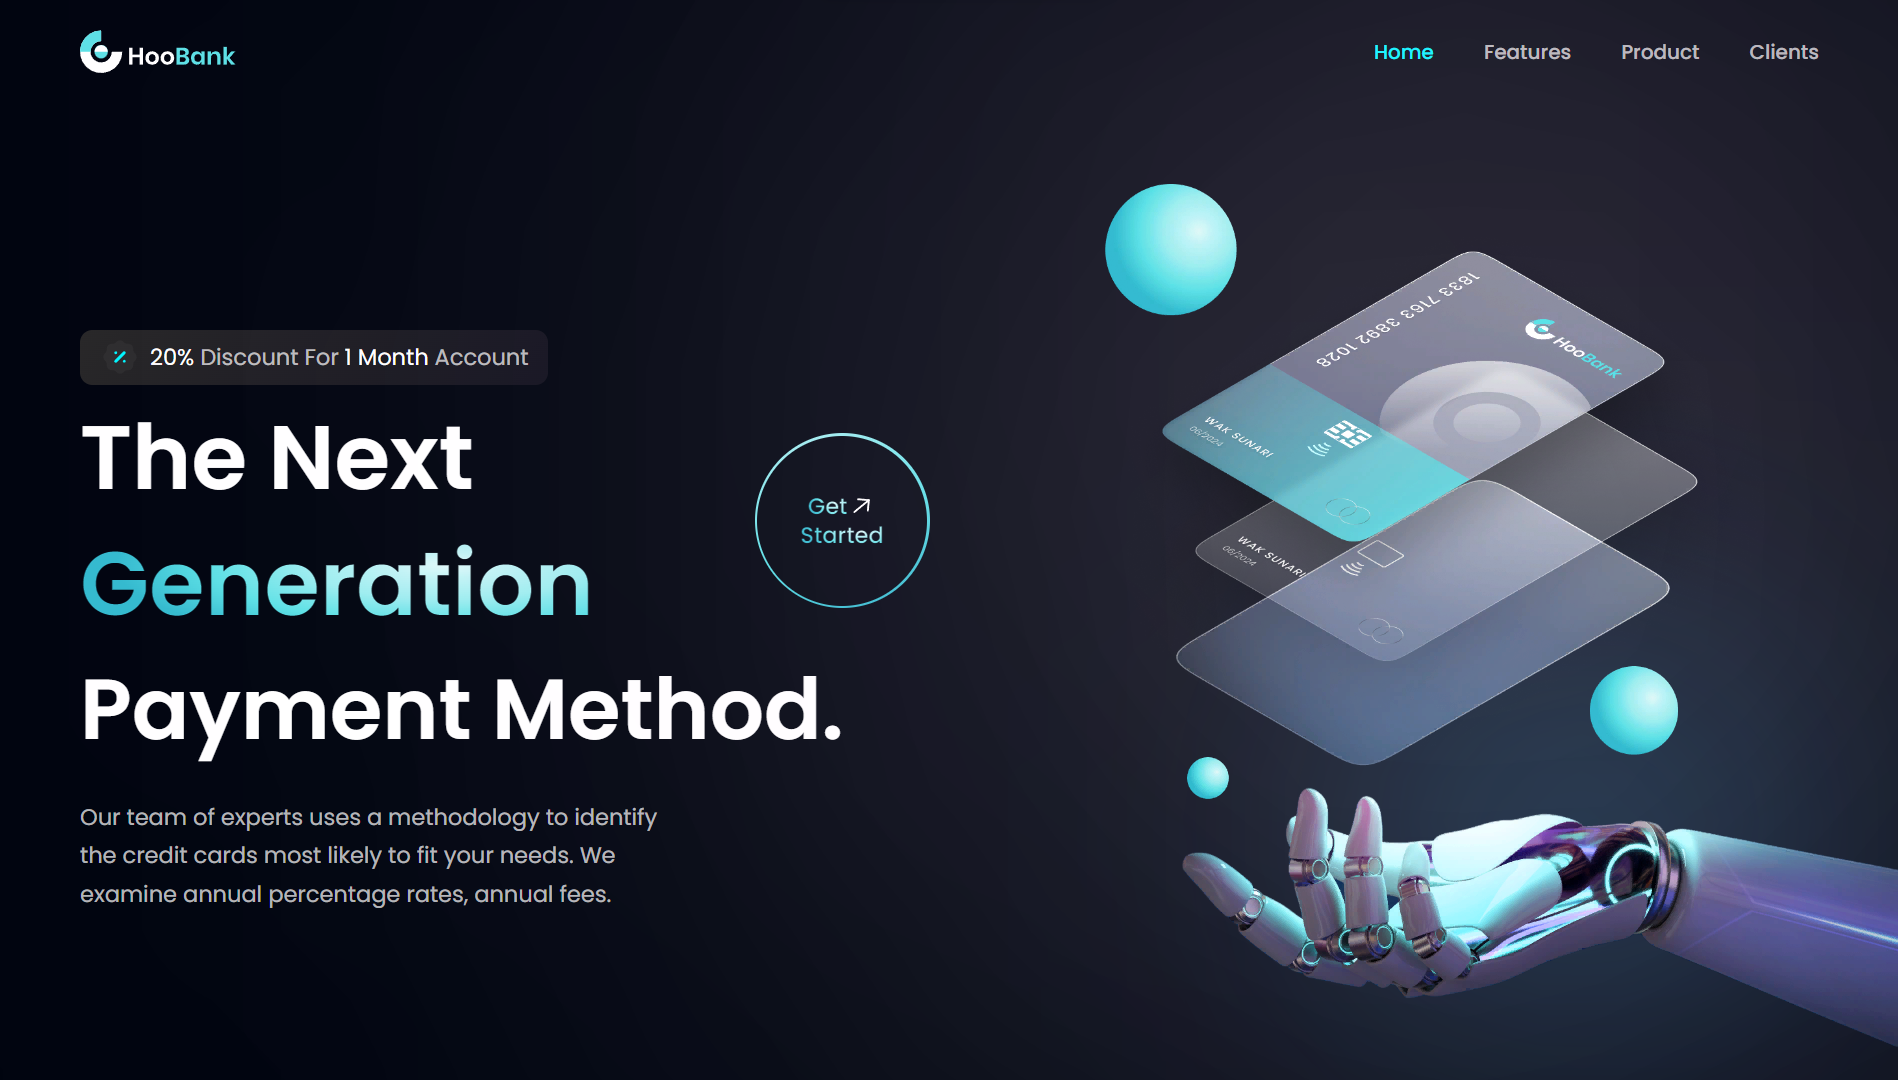 HooBank
Home Features Product Clients
20% Discount For 1 Month Account
The Next
Generation
Payment Method.
Get
Started
Our team of experts uses a methodology to identify
the credit cards most likely to fit your needs. We
examine annual percentage rates, annual fees.
1833 7163 3892 1028
HooBank
WAK SUNARI
06/2024
WAK SUNARI
06/2024